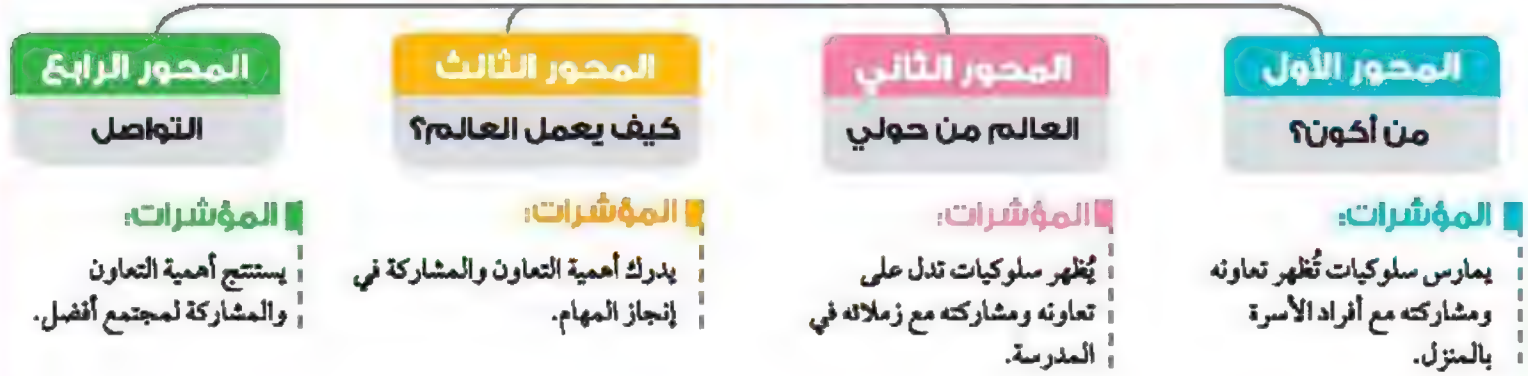 المحور الأول
من أكون؟
المؤشرات:
يمارس سلوكيات تُظهر تعاونه
ومشاركته مع أفراد الأسرة
بالمنزل.
المحور الثاني
العالم من حولي
المؤشرات:
يُظهر سلوكيات تدل على
تعاونه ومشاركته مع زملائه في
المدرسة.
المحور الثالث
كيف يعمل العالم؟
المؤشرات:
يدرك أهمية التعاون والمشاركة في
إنجاز المهام.
المحور الرابع
التواصل
المؤشرات:
يستنتج أهمية التعاون
والمشاركة لمجتمع أفضل.